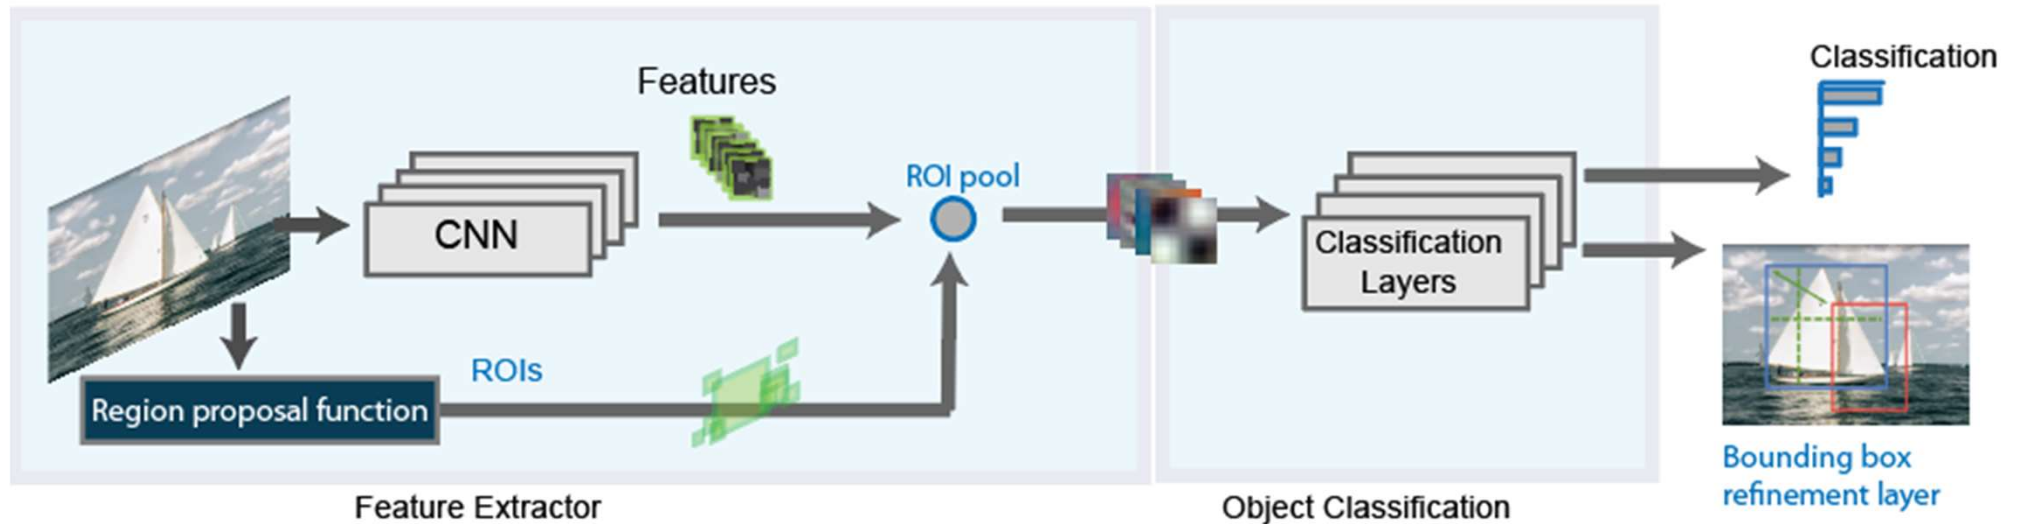 Features
CNN
ROI pool
ROIs
Region proposal function
Feature Extractor
Classification
Layers
Object Classification
Classification
Bounding box
refinement layer